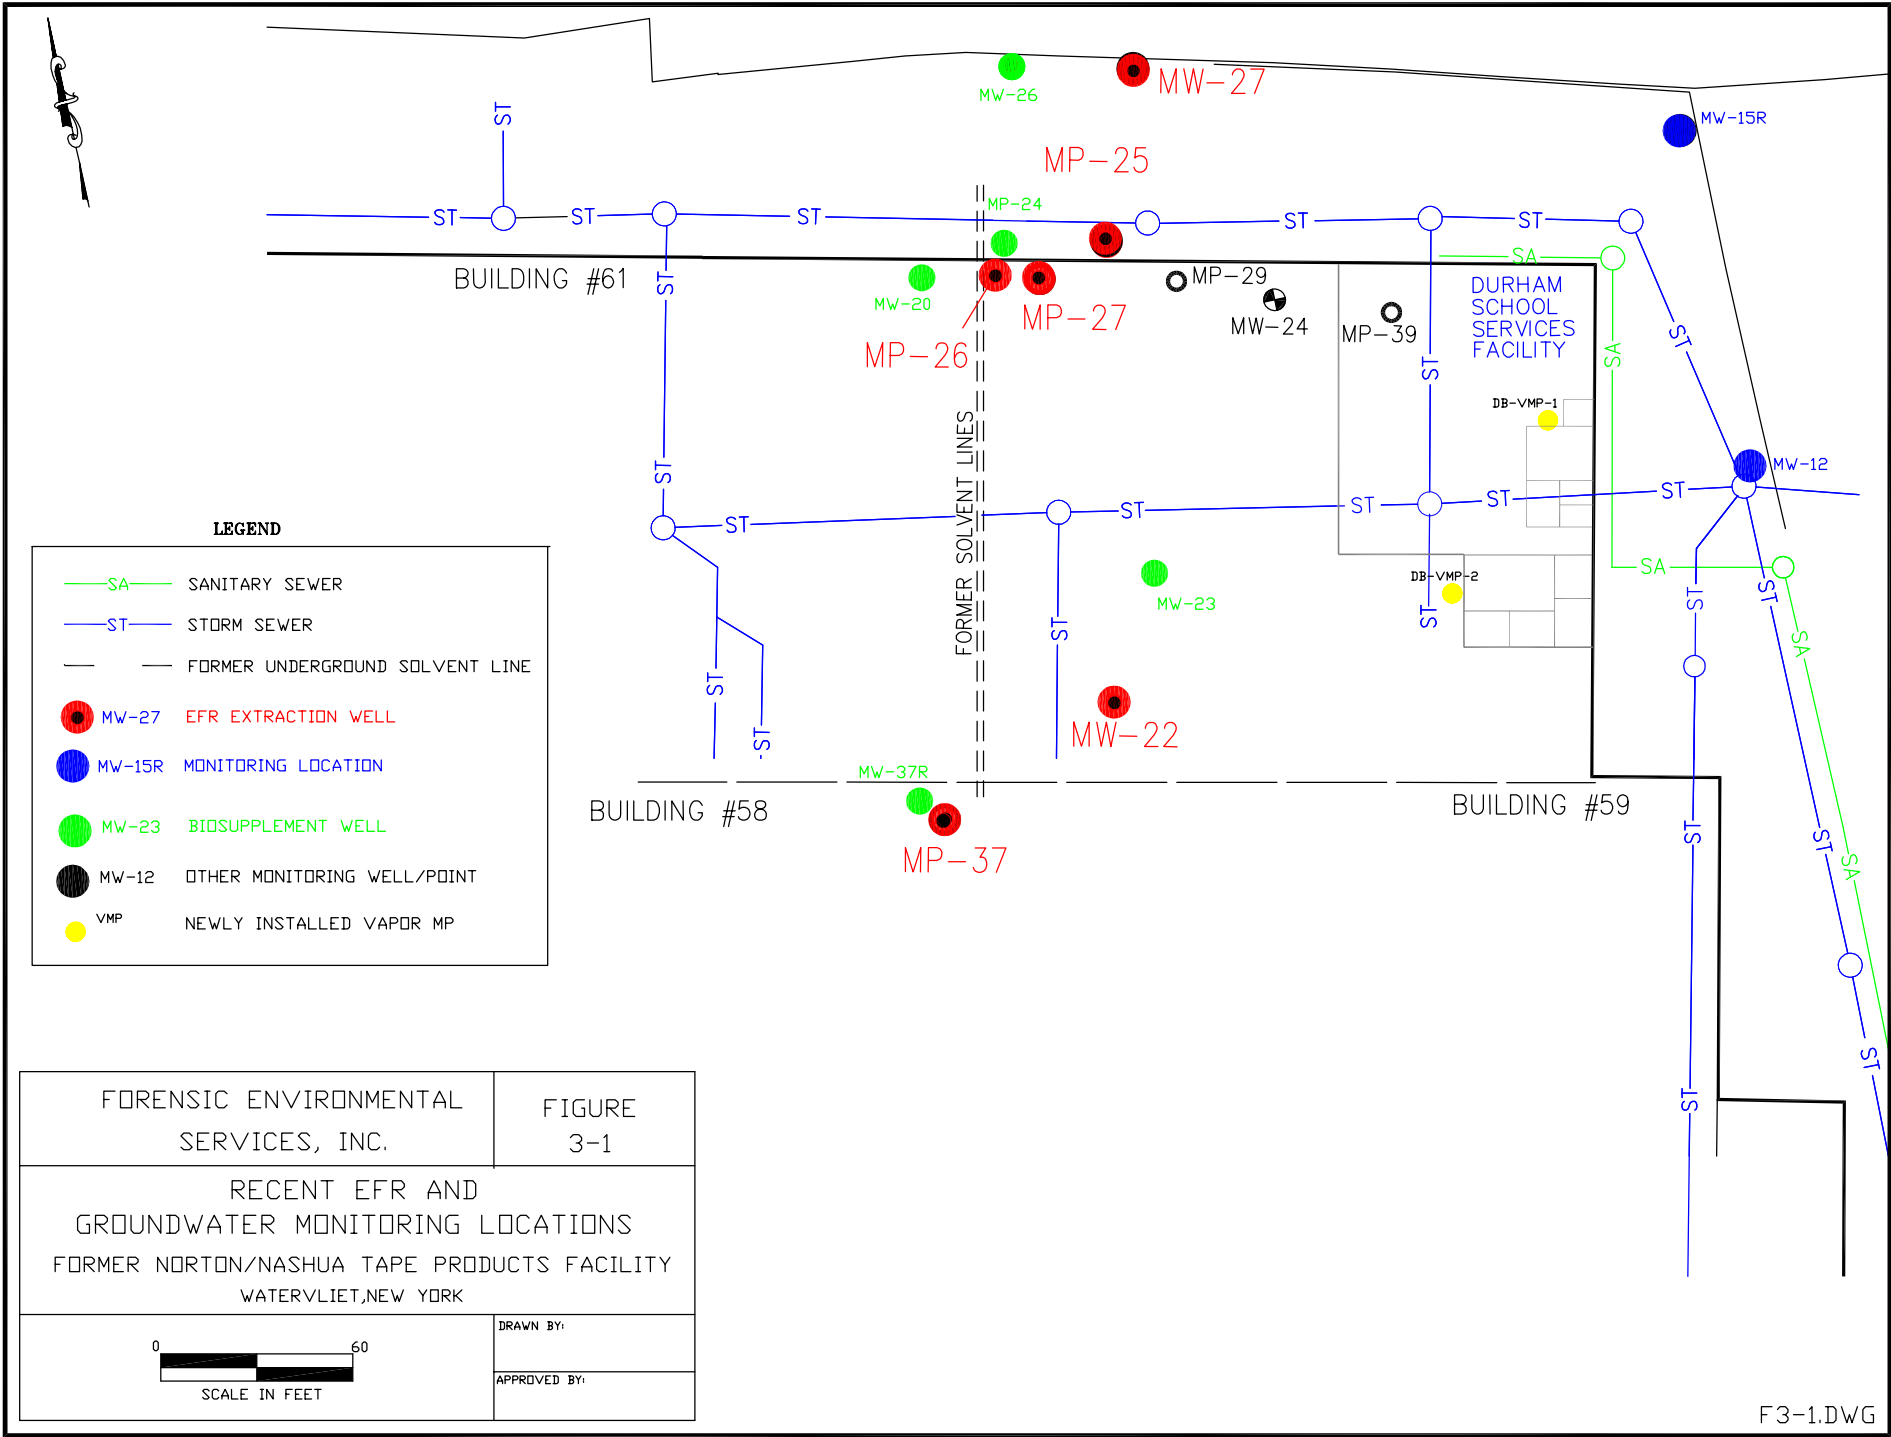 MW-26
MW-27
MW-15R
MP-25
ST
MP-24
ST
ST
ST
ST
ST
BUILDING #61
ST
MW-20
MP-26
MP-27
MP-29
MW-24
MP-39
SA
DURHAM
SCHOOL
SERVICES
FACILITY
SA
ST
ST
DB-VMP-1
FORMER SOLVENT LINES
ST
ST
ST
ST
ST
ST
MW-12
MW-23
DB-VMP-2
ST
SA
ST
ST
SA
ST
ST
ST
MW-22
MW-37R
BUILDING #58
BUILDING #59
MP-37
ST
ST
SA
ST
ST
LEGEND
SA SANITARY SEWER
ST STORM SEWER
FORMER UNDERGROUND SOLVENT LINE
MW-27 EFR EXTRACTION WELL
MW-15R MONITORING LOCATION
MW-23 BIOSUPPLEMENT WELL
MW-12 OTHER MONITORING WELL/POINT
VMP NEWLY INSTALLED VAPOR MP
FORENSIC ENVIRONMENTAL
SERVICES, INC.
FIGURE
3-1
RECENT EFR AND
GROUNDWATER MONITORING LOCATIONS
FORMER NORTON/NASHUA TAPE PRODUCTS FACILITY
WATERVLIET,NEW YORK
0 60
SCALE IN FEET
DRAWN BY:
APPROVED BY:
F3-1.DWG